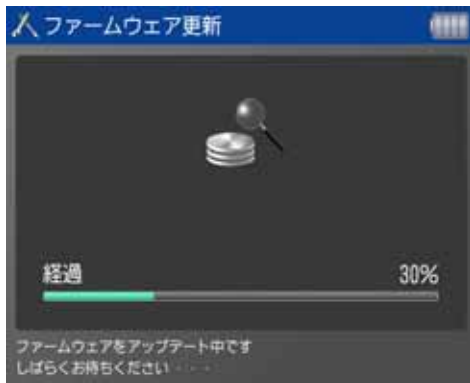 ファームウェア更新
経過 30%
ファームウェアをアップデート中です
しばらくお待ちください・・・